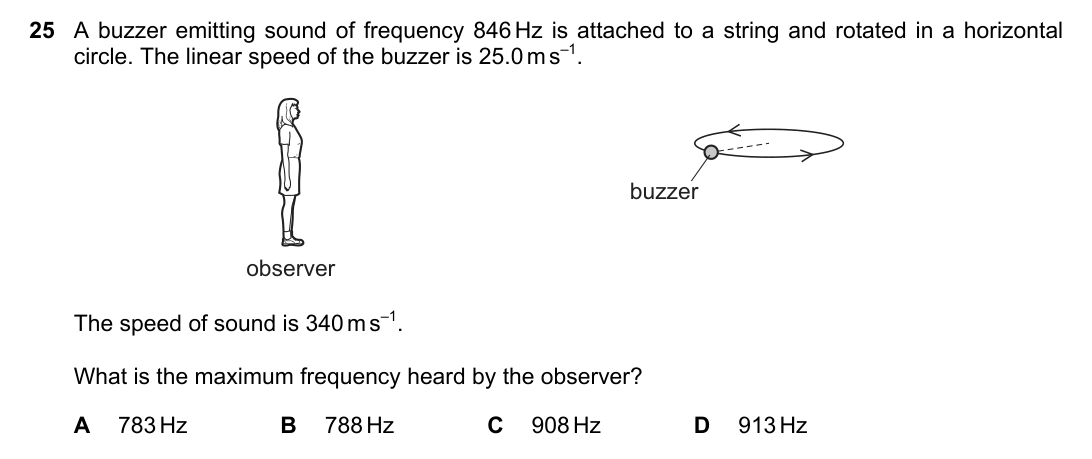 25 A buzzer emitting sound of frequency 846 Hz is attached to a string and rotated in a horizontal
circle. The linear speed of the buzzer is 25.0 m s⁻¹.
buzzer
observer
The speed of sound is 340 m s⁻¹.
What is the maximum frequency heard by the observer?
A 783 Hz B 788 Hz C 908 Hz D 913 Hz